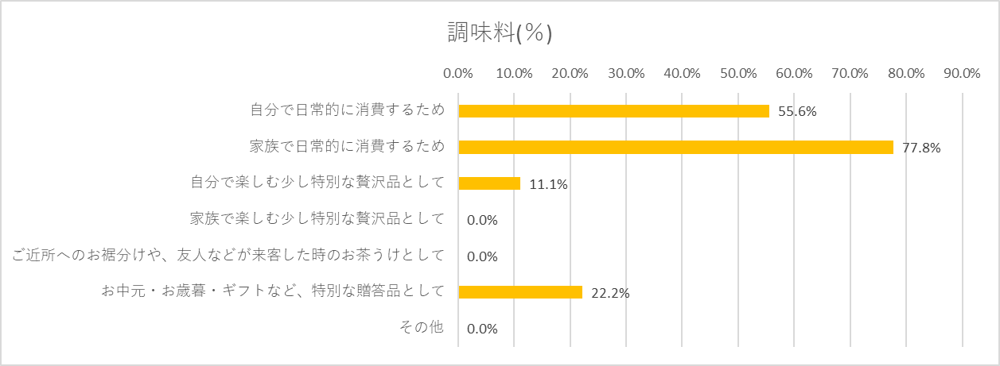 調味料(%)
0.0% 10.0% 20.0% 30.0% 40.0% 50.0% 60.0% 70.0% 80.0% 90.0%
自分で日常的に消費するため 55.6%
家族で日常的に消費するため 77.8%
自分で楽しむ少し特別な贅沢品として 11.1%
家族で楽しむ少し特別な贅沢品として 0.0%
ご近所へのお裾分けや、友人などが来客した時のお茶うけとして 0.0%
お中元・お歳暮・ギフトなど、特別な贈答品として 22.2%
その他 0.0%